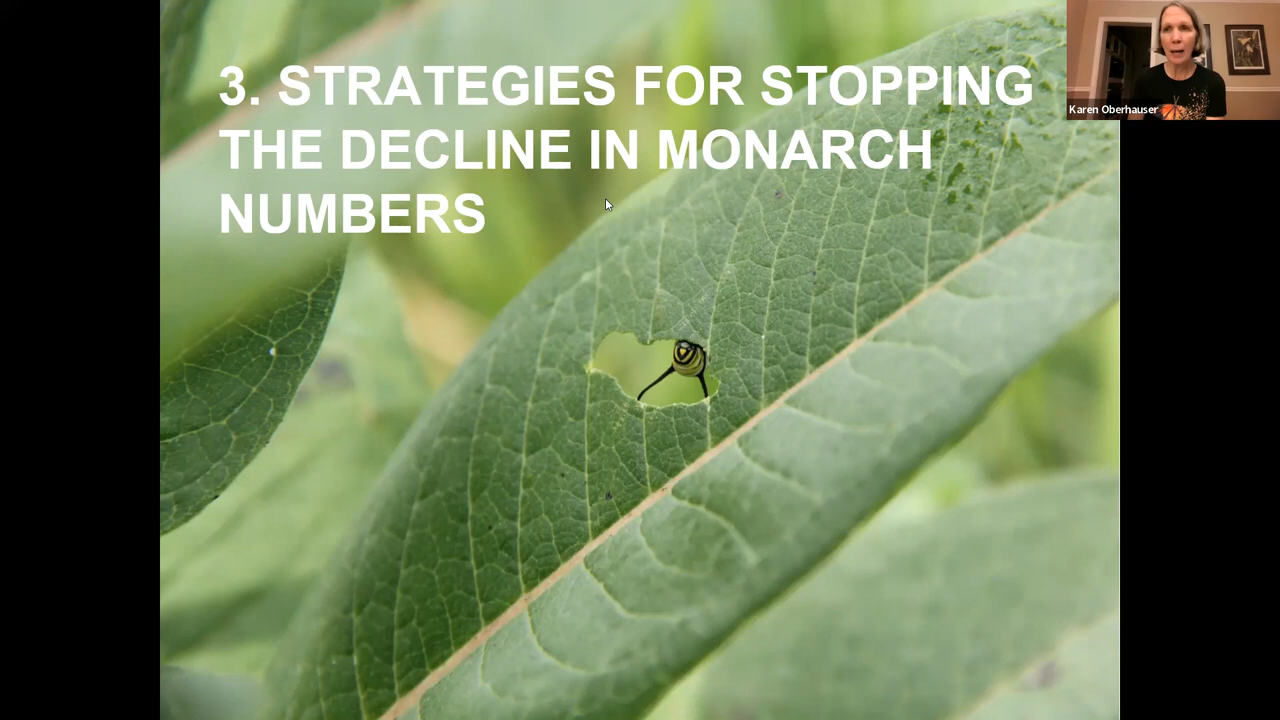 3. STRATEGIES FOR STOPPING
THE DECLINE IN MONARCH
NUMBERS
Karen Oberhauser